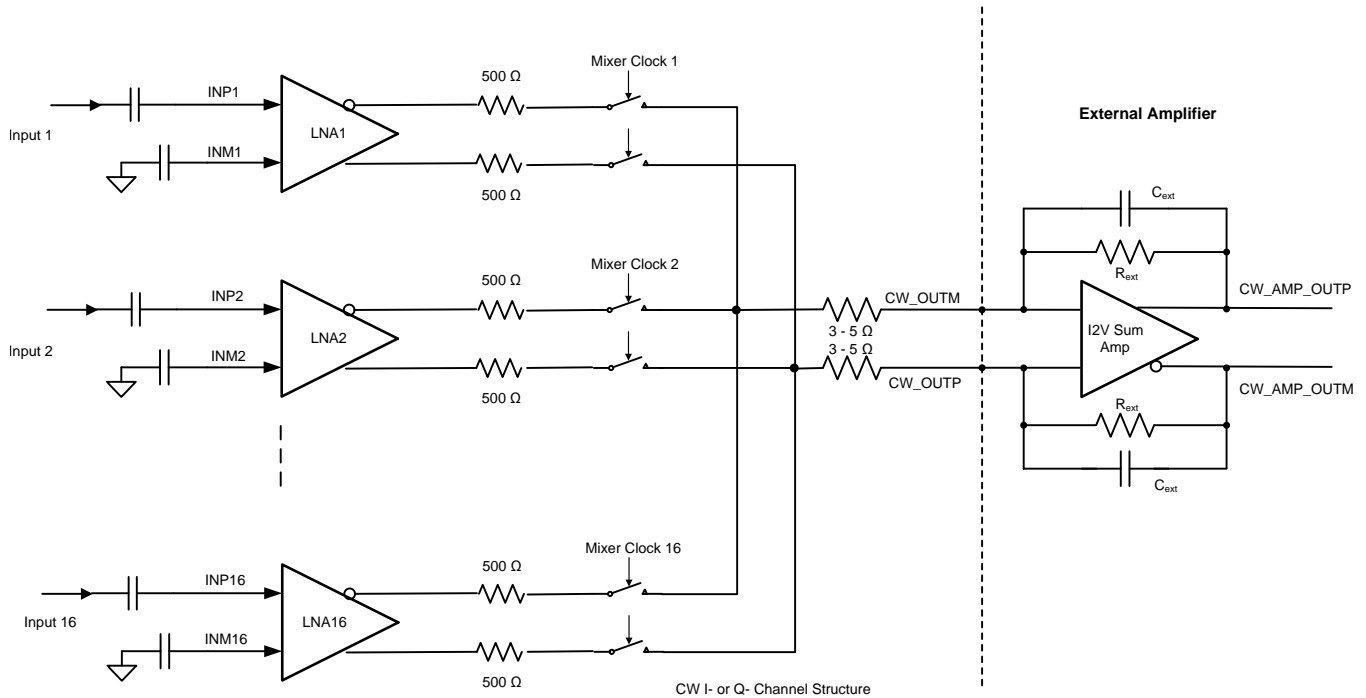 500 Ω
Mixer Clock 1
INP1
Input 1
LNA1
INM1
500 Ω
External Amplifier
Cext
Rext
500 Ω
Mixer Clock 2
INP2
Input 2
LNA2
INM2
500 Ω
3 - 5 Ω
3 - 5 Ω
CW_OUTM
CW_OUTP
I2V Sum
Amp
CW_AMP_OUTP
CW_AMP_OUTM
Rext
Cext
500 Ω
Mixer Clock 16
INP16
Input 16
LNA16
INM16
500 Ω
CW I- or Q- Channel Structure